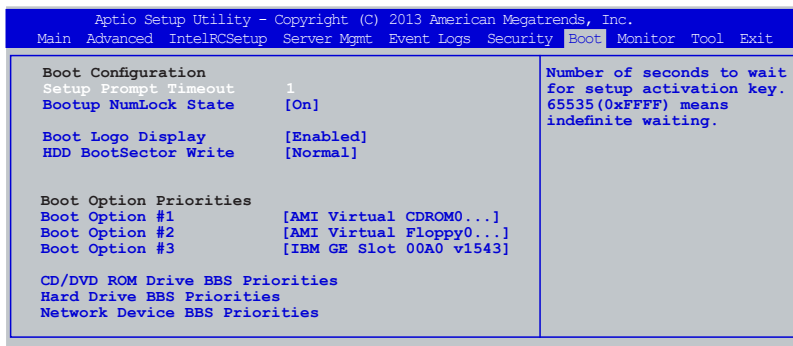 Aptio Setup Utility - Copyright (C) 2013 American Megatrends, Inc.
Main Advanced IntelRCSetup Server Mgmt Event Logs Security Boot Monitor Tool Exit
Boot Configuration
Setup Prompt Timeout 1
Bootup NumLock State [On]
Boot Logo Display [Enabled]
HDD BootSector Write [Normal]
Boot Option Priorities
Boot Option #1 [AMI Virtual CDROM0...]
Boot Option #2 [AMI Virtual Floppy0...]
Boot Option #3 [IBM GE Slot 00A0 v1543]
CD/DVD ROM Drive BBS Priorities
Hard Drive BBS Priorities
Network Device BBS Priorities
Number of seconds to wait
for setup activation key.
65535(0xFFFF) means
indefinite waiting.